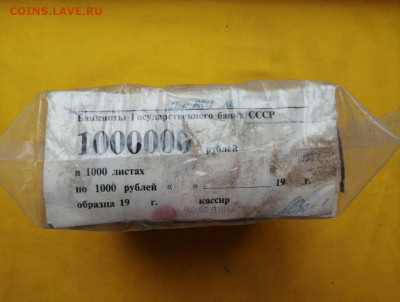 COINS.LAVE.RU
Банкноты Государственного банка СССР
1000000 рублей
в 1000 листах
по 1000 рублей « » 19 г.
образца 19 г. кассир